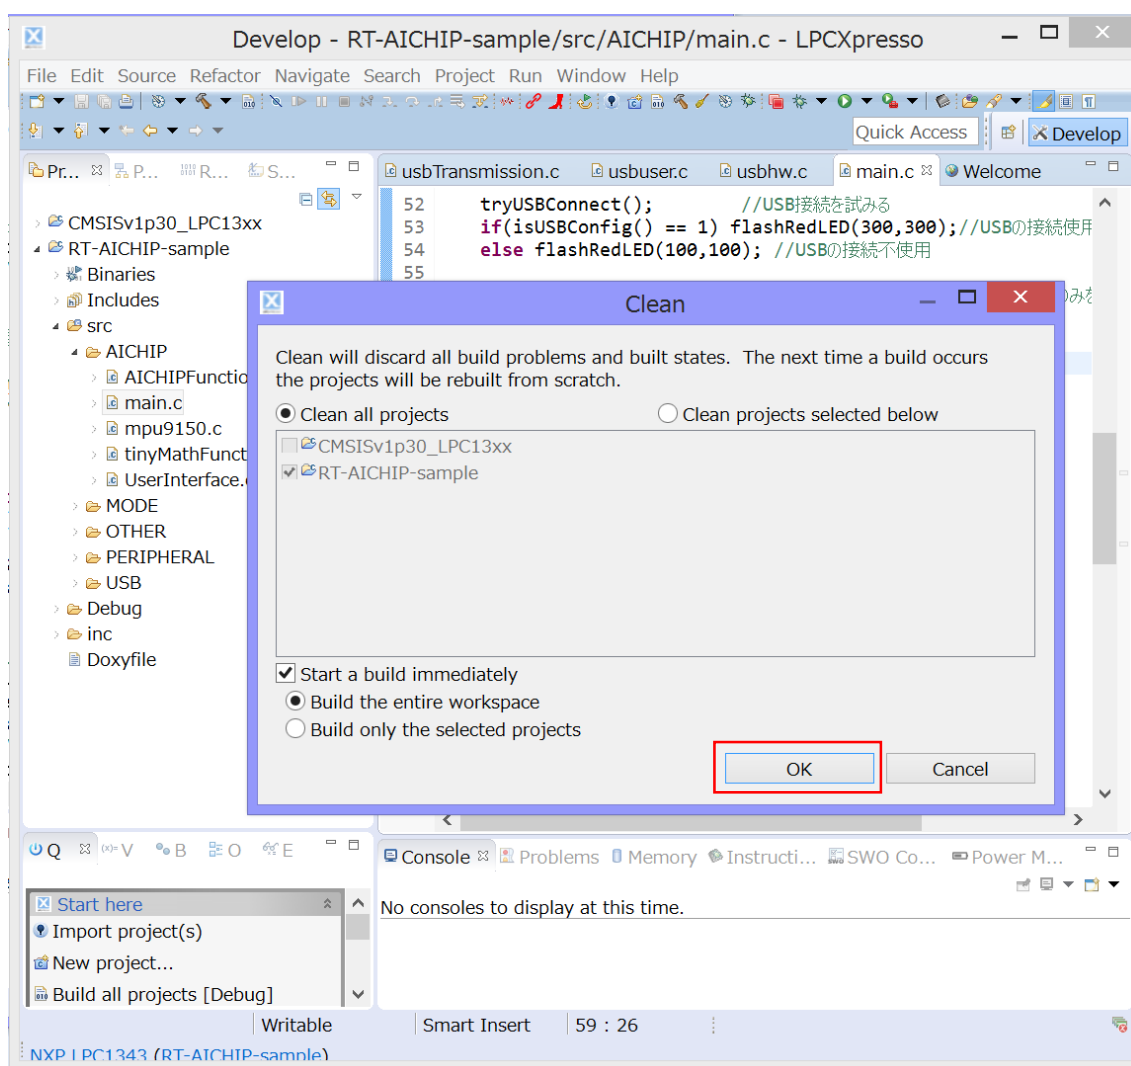 Develop - RT-AICHIP-sample/src/AICHIP/main.c - LPCXpresso
File Edit Source Refactor Navigate Search Project Run Window Help
Quick Access
Develop
Pr... P... R... S...
usbTransmission.c usbuser.c usbhw.c main.c Welcome
CMSISv1p30_LPC13xx
RT-AICHIP-sample
Binaries
Includes
src
AICHIP
AICHIPFunctio
main.c
mpu9150.c
tinyMathFunct
UserInterface.
MODE
OTHER
PERIPHERAL
USB
Debug
inc
Doxyfile
52 tryUSBConnect(); //USB接続を試みる
53 if(isUSBConfig() == 1) flashRedLED(300,300);//USBの接続使用
54 else flashRedLED(100,100); //USBの接続不使用
55
のみを
Clean
Clean will discard all build problems and built states. The next time a build occurs
the projects will be rebuilt from scratch.
Clean all projects
Clean projects selected below
CMSISv1p30_LPC13xx
RT-AICHIP-sample
Start a build immediately
Build the entire workspace
Build only the selected projects
OK
Cancel
Q (x)= V B O E
Start here
Import project(s)
New project...
Build all projects [Debug]
Console Problems Memory Instructi... SWO Co... Power M...
No consoles to display at this time.
Writable Smart Insert 59 : 26
NXP LPC1343 (RT-AICHIP-sample)